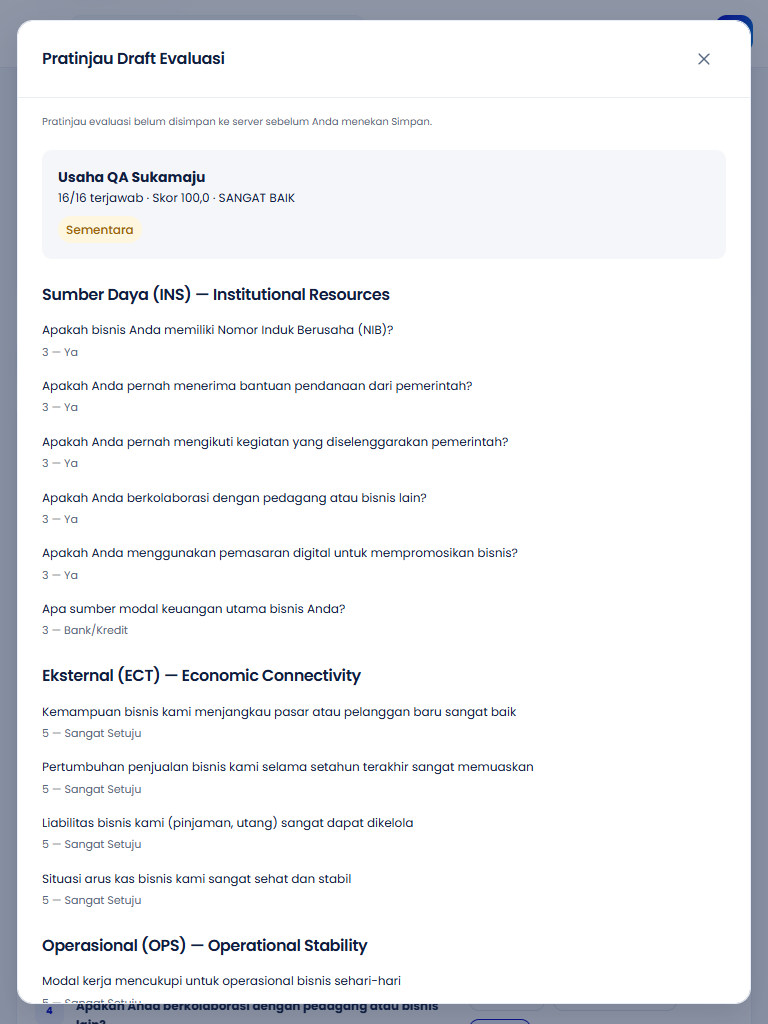 Pratinjau Draft Evaluasi
Pratinjau evaluasi belum disimpan ke server sebelum Anda menekan Simpan.
Usaha QA Sukamaju
16/16 terjawab · Skor 100,0 · SANGAT BAIK
Sementara
Sumber Daya (INS) — Institutional Resources
Apakah bisnis Anda memiliki Nomor Induk Berusaha (NIB)?
3 — Ya
Apakah Anda pernah menerima bantuan pendanaan dari pemerintah?
3 — Ya
Apakah Anda pernah mengikuti kegiatan yang diselenggarakan pemerintah?
3 — Ya
Apakah Anda berkolaborasi dengan pedagang atau bisnis lain?
3 — Ya
Apakah Anda menggunakan pemasaran digital untuk mempromosikan bisnis?
3 — Ya
Apa sumber modal keuangan utama bisnis Anda?
3 — Bank/Kredit
Eksternal (ECT) — Economic Connectivity
Kemampuan bisnis kami menjangkau pasar atau pelanggan baru sangat baik
5 — Sangat Setuju
Pertumbuhan penjualan bisnis kami selama setahun terakhir sangat memuaskan
5 — Sangat Setuju
Liabilitas bisnis kami (pinjaman, utang) sangat dapat dikelola
5 — Sangat Setuju
Situasi arus kas bisnis kami sangat sehat dan stabil
5 — Sangat Setuju
Operasional (OPS) — Operational Stability
Modal kerja mencukupi untuk operasional bisnis sehari-hari
5 — Sangat Setuju
4 Apakah Anda berkolaborasi dengan pedagang atau bisnis
lain?